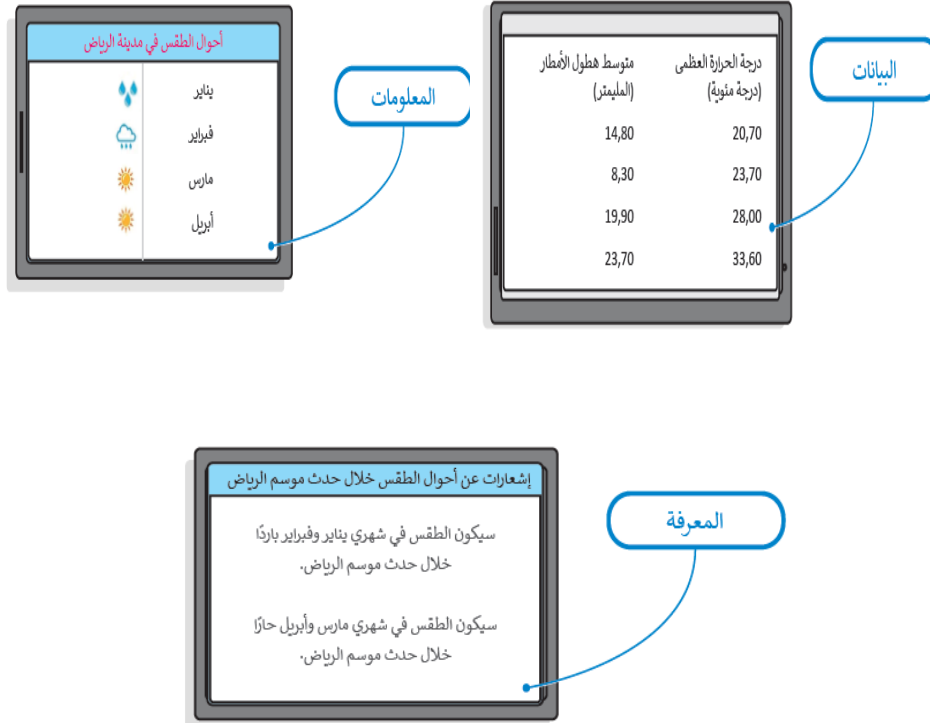 البيانات
درجة الحرارة العظمى
(درجة مئوية)
متوسط هطول الأمطار
(المليمتر)
20,70 14,80
23,70 8,30
28,00 19,90
33,60 23,70
المعلومات
أحوال الطقس في مدينة الرياض
يناير
فبراير
مارس
أبريل
المعرفة
إشعارات عن أحوال الطقس خلال حدث موسم الرياض
سيكون الطقس في شهري يناير وفبراير باردًا
خلال حدث موسم الرياض.
سيكون الطقس في شهري مارس وأبريل حارًا
خلال حدث موسم الرياض.